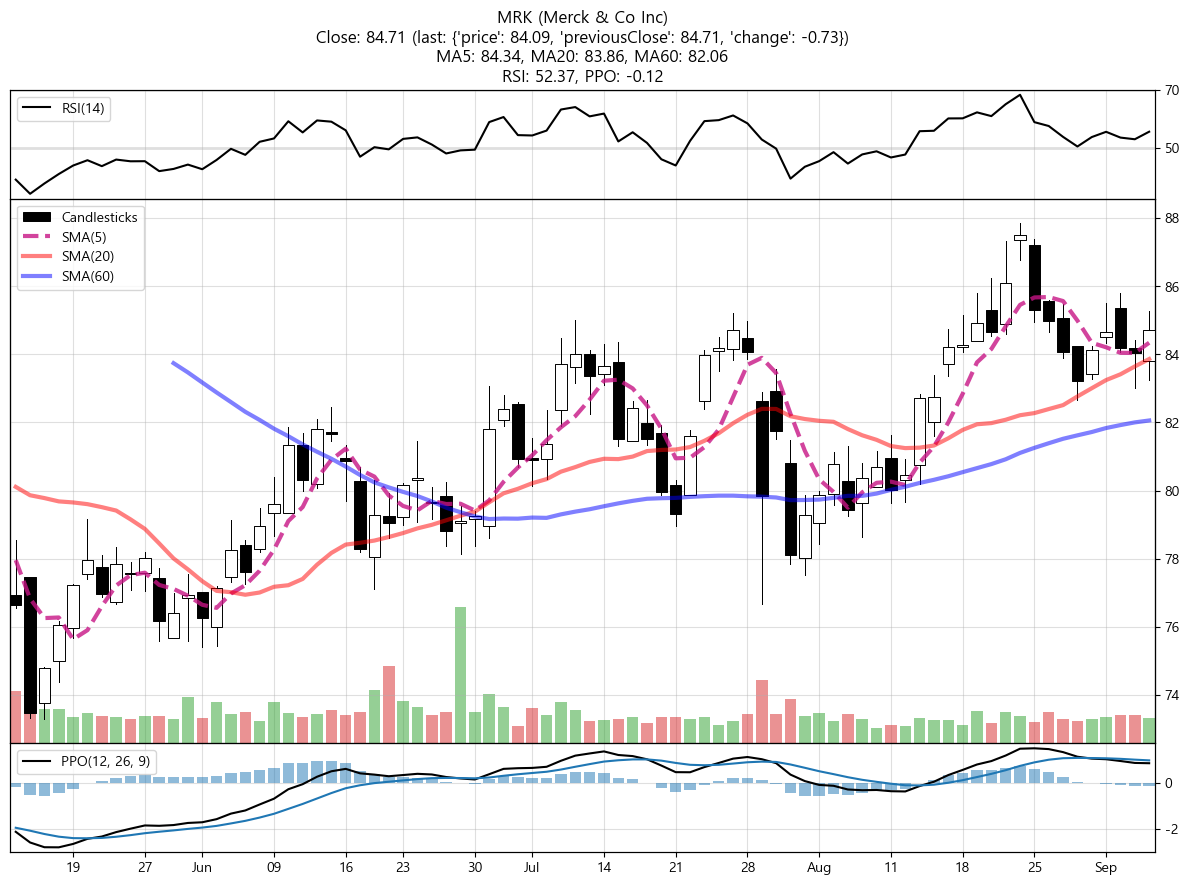 MRK (Merck & Co Inc)
Close: 84.71 (last: {'price': 84.09, 'previousClose': 84.71, 'change': -0.73})
MA5: 84.34, MA20: 83.86, MA60: 82.06
RSI: 52.37, PPO: -0.12
RSI(14)
70
50
Candlesticks
SMA(5)
SMA(20)
SMA(60)
88
86
84
82
80
78
76
74
PPO(12, 26, 9)
0
-2
19 27 Jun 09 16 23 30 Jul 14 21 28 Aug 11 18 25 Sep